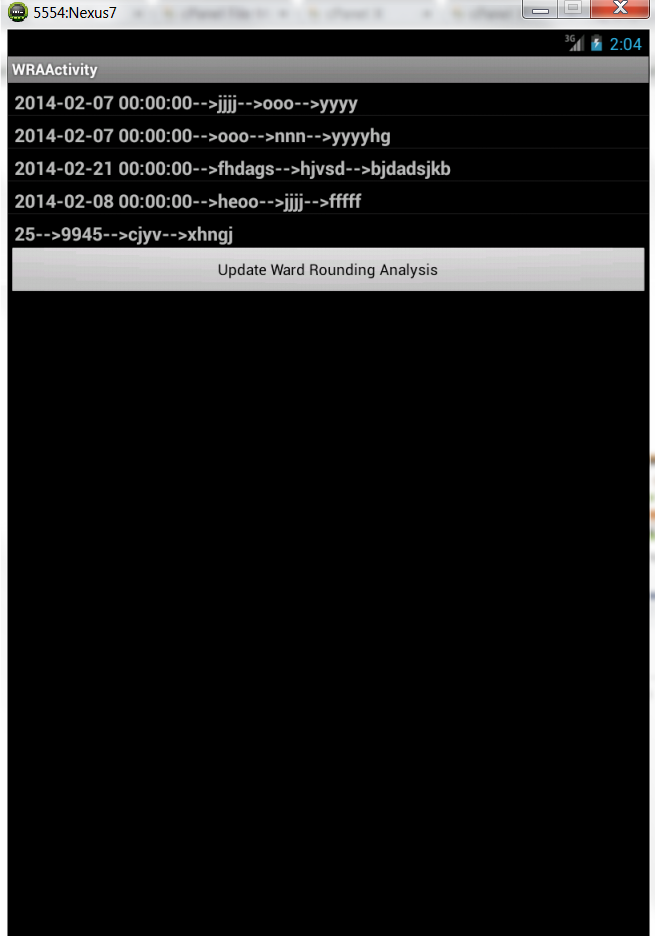 5554:Nexus7
3G 2:04
WRAActivity
2014-02-07 00:00:00-->jjjj-->ooo-->yyyy
2014-02-07 00:00:00-->ooo-->nnn-->yyyyhg
2014-02-21 00:00:00-->fhdags-->hjvsd-->bjdadsjkb
2014-02-08 00:00:00-->heoo-->jjjj-->fffff
25-->9945-->cjyv-->xhngj
Update Ward Rounding Analysis